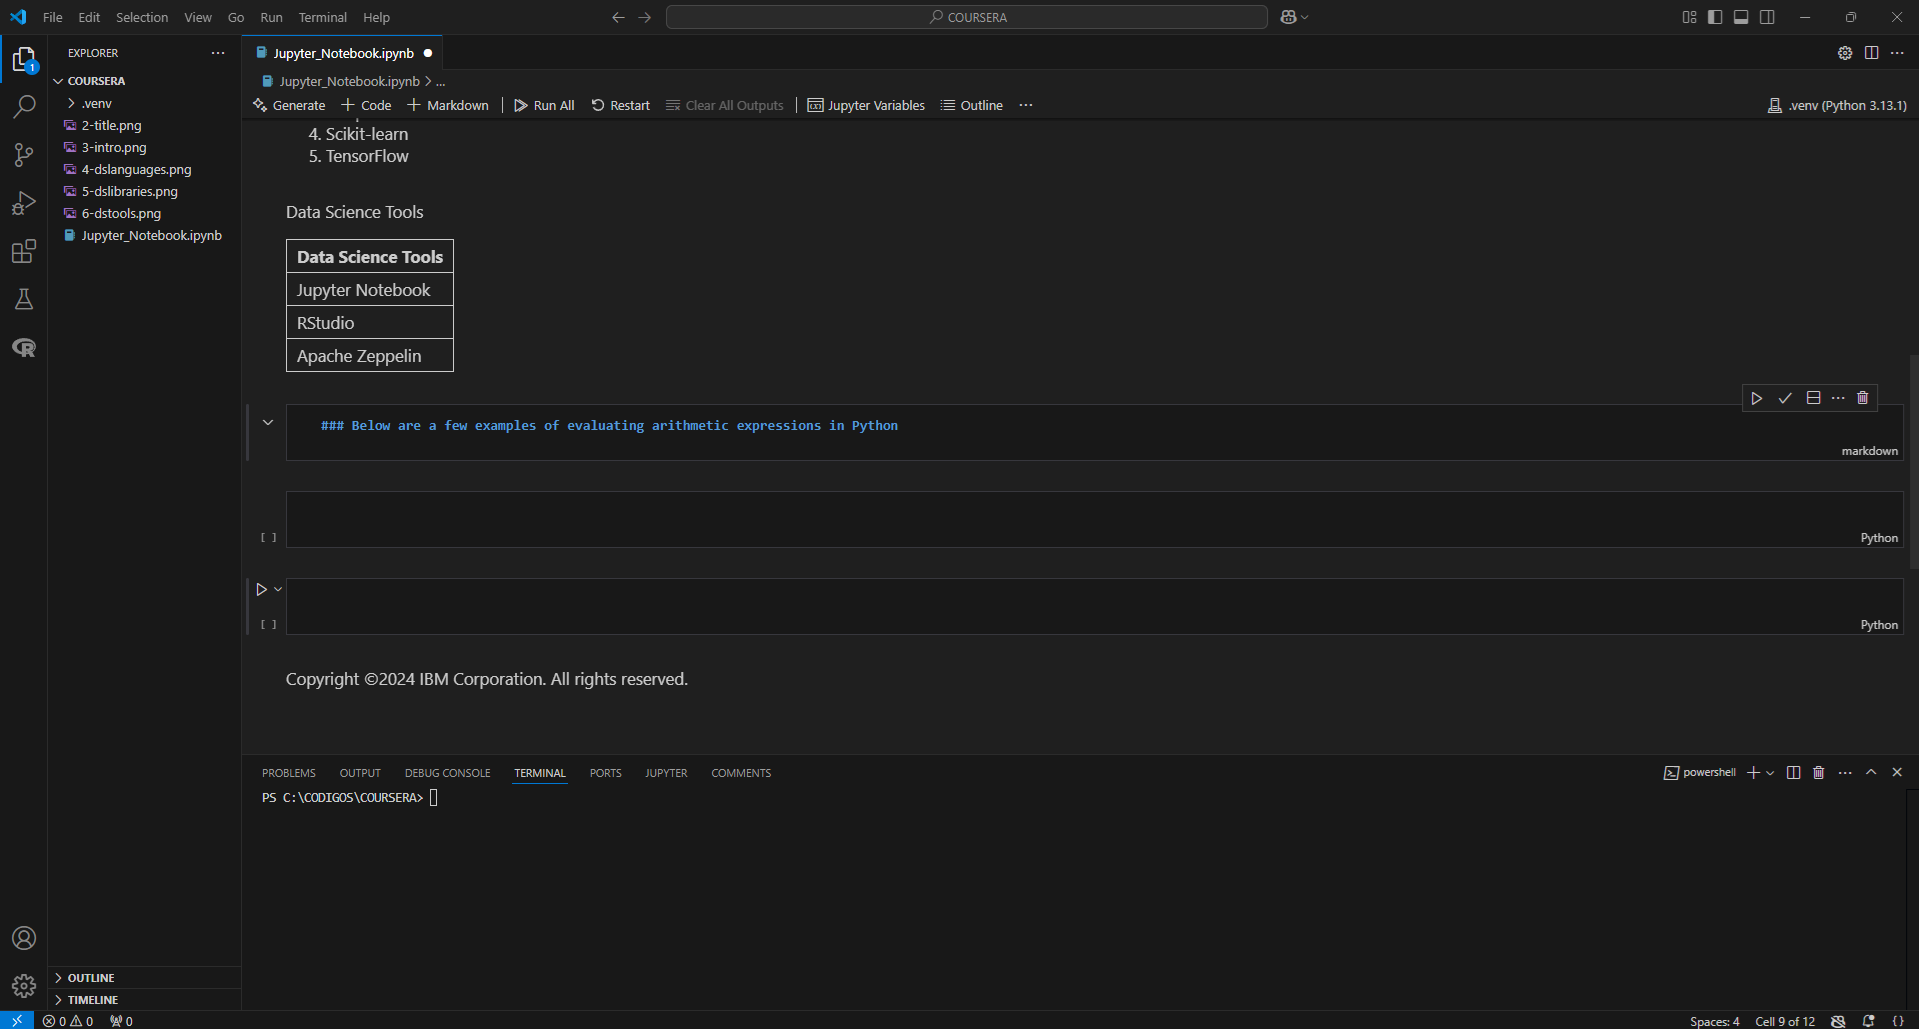 File Edit Selection View Go Run Terminal Help
COURSERA
EXPLORER
1
COURSERA
.venv
2-title.png
3-intro.png
4-dslanguages.png
5-dslibraries.png
6-dstools.png
Jupyter_Notebook.ipynb
OUTLINE
TIMELINE
Jupyter_Notebook.ipynb
Jupyter_Notebook.ipynb > ...
Generate + Code + Markdown Run All Restart Clear All Outputs Jupyter Variables Outline ... .venv (Python 3.13.1)
4. Scikit-learn
5. TensorFlow
Data Science Tools
Data Science Tools
Jupyter Notebook
RStudio
Apache Zeppelin
### Below are a few examples of evaluating arithmetic expressions in Python
markdown
[ ]
Python
[ ]
Python
Copyright ©2024 IBM Corporation. All rights reserved.
PROBLEMS OUTPUT DEBUG CONSOLE TERMINAL PORTS JUPYTER COMMENTS powershell
PS C:\CODIGOS\COURSERA>
0 0 0 Spaces: 4 Cell 9 of 12 {}